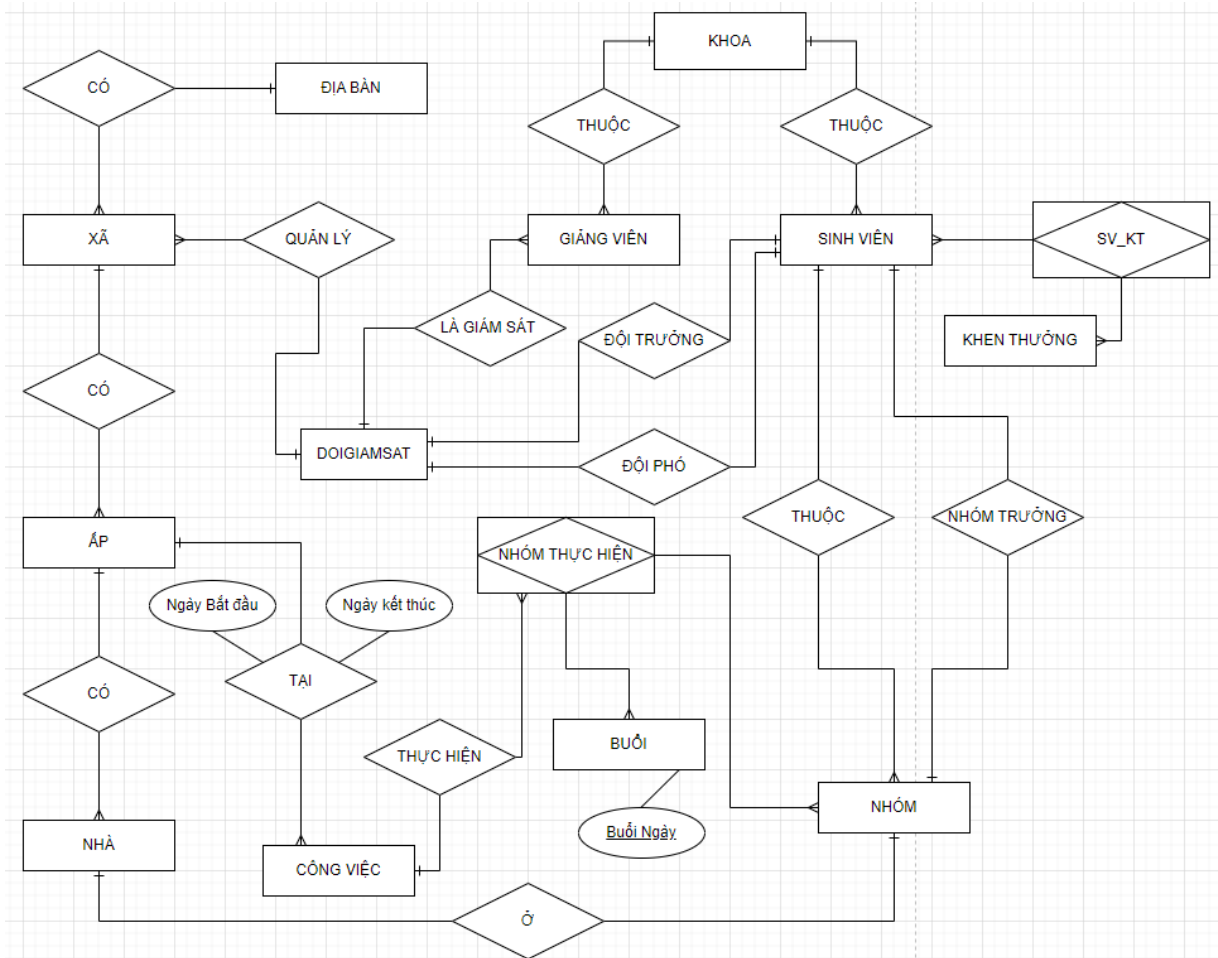 KHOA
CÓ
ĐỊA BÀN
THUỘC
THUỘC
XÃ
QUẢN LÝ
GIẢNG VIÊN
SINH VIÊN
SV_KT
LÀ GIÁM SÁT
ĐỘI TRƯỞNG
KHEN THƯỞNG
CÓ
DOIGIAMSAT
ĐỘI PHÓ
THUỘC
NHÓM TRƯỞNG
ẤP
NHÓM THỰC HIỆN
Ngày Bắt đầu
Ngày kết thúc
CÓ
TẠI
THỰC HIỆN
BUỔI
NHÓM
Buổi Ngày
NHÀ
CÔNG VIỆC
Ở